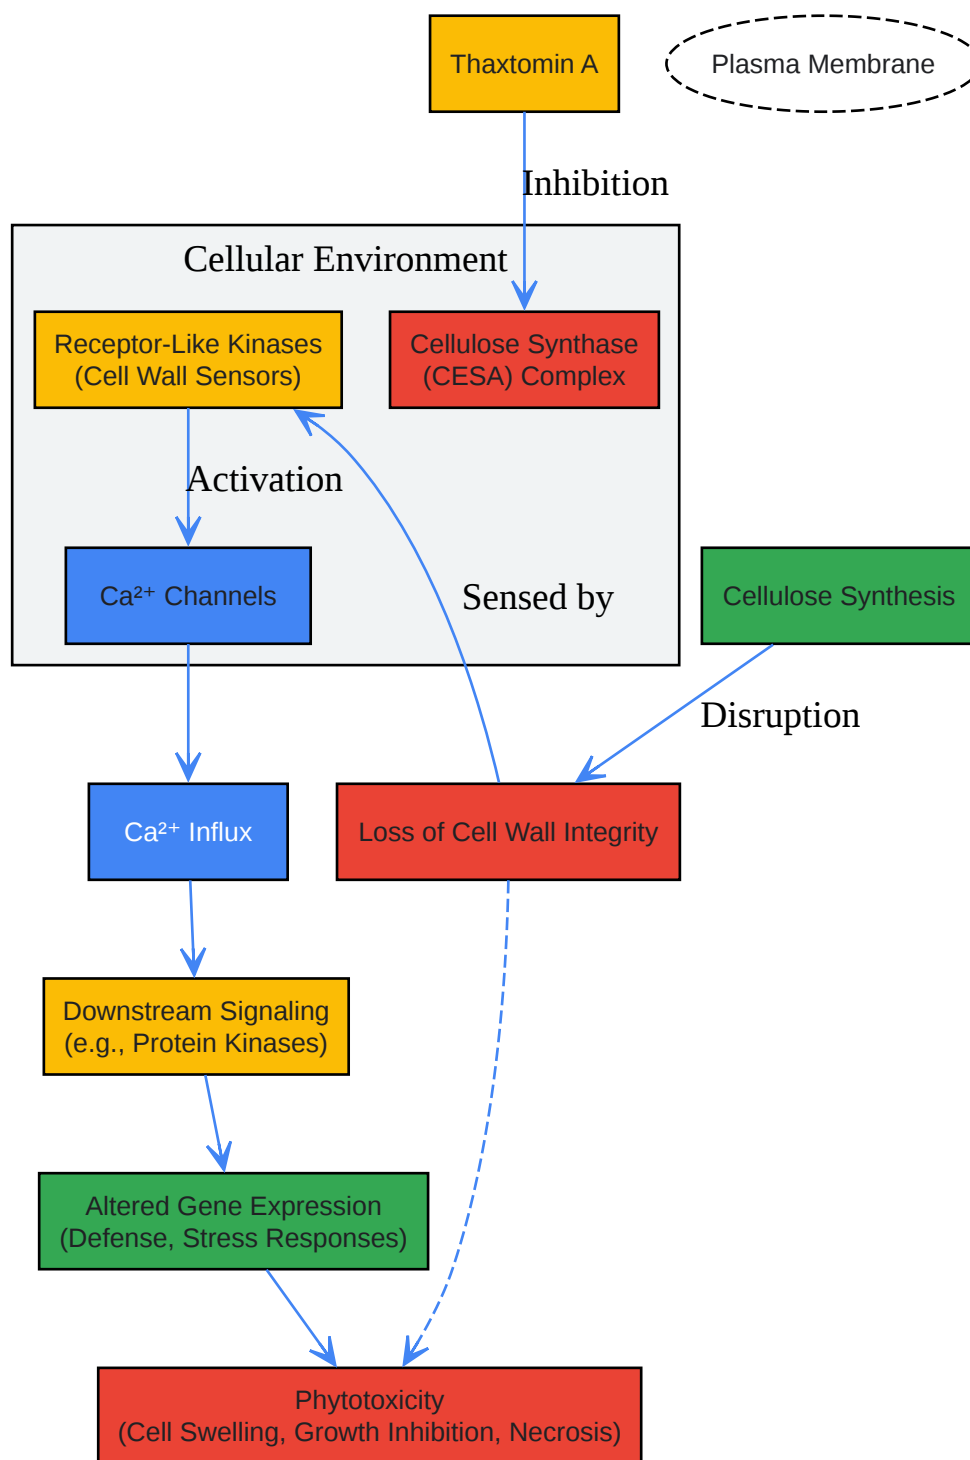 Thaxtomin A
Plasma Membrane
Inhibition
Cellular Environment
Receptor-Like Kinases
(Cell Wall Sensors)
Cellulose Synthase
(CESA) Complex
Activation
Ca²⁺ Channels
Sensed by
Cellulose Synthesis
Disruption
Ca²⁺ Influx
Loss of Cell Wall Integrity
Downstream Signaling
(e.g., Protein Kinases)
Altered Gene Expression
(Defense, Stress Responses)
Phytotoxicity
(Cell Swelling, Growth Inhibition, Necrosis)